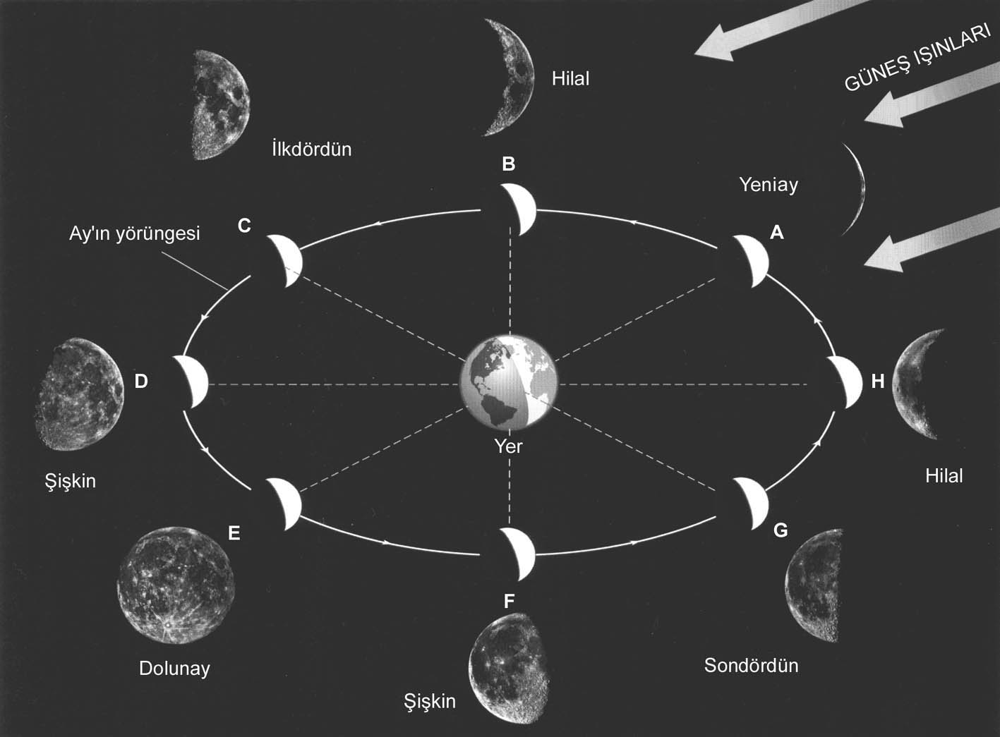 GÜNEŞ IŞINLARI
Hilal
İlkdördün
B
Yeniay
C
A
Ay'ın yörüngesi
D
H
Yer
Şişkin
Hilal
E
G
F
Dolunay
Sondördün
Şişkin